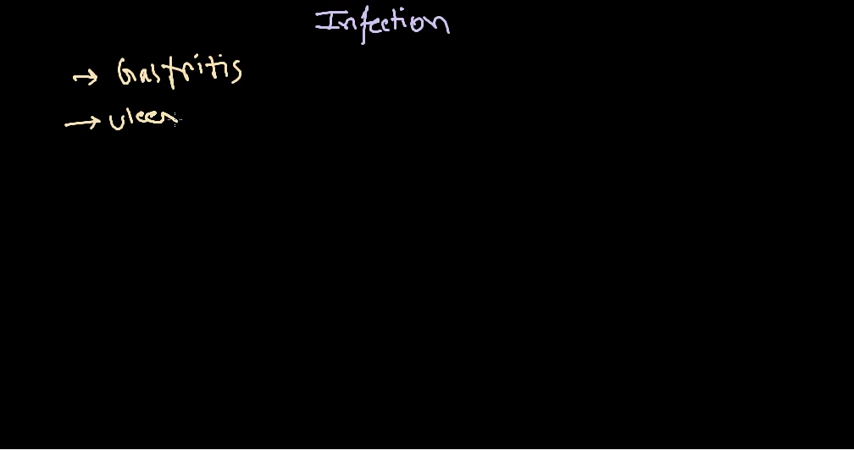 Infection
→ Gastritis
→ Ulcer